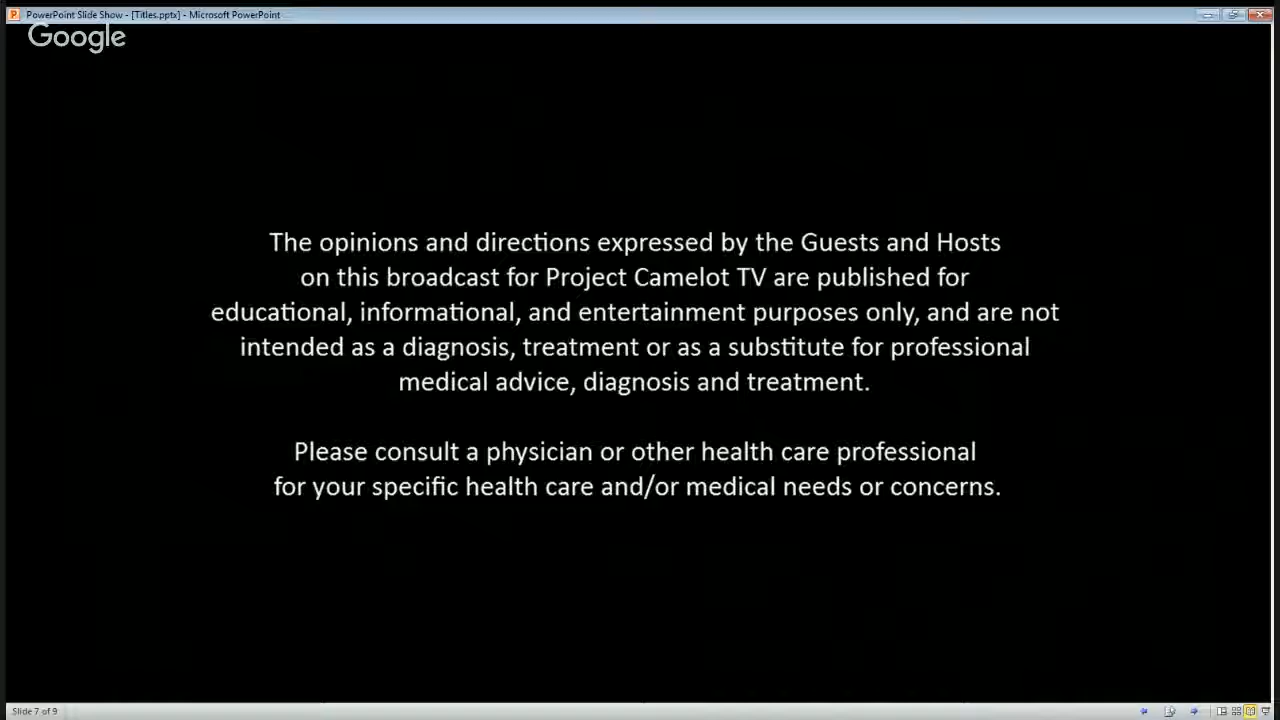 PowerPoint Slide Show - [Titles.pptx] - Microsoft PowerPoint
Google
The opinions and directions expressed by the Guests and Hosts
on this broadcast for Project Camelot TV are published for
educational, informational, and entertainment purposes only, and are not
intended as a diagnosis, treatment or as a substitute for professional
medical advice, diagnosis and treatment.
Please consult a physician or other health care professional
for your specific health care and/or medical needs or concerns.
Slide 7 of 9